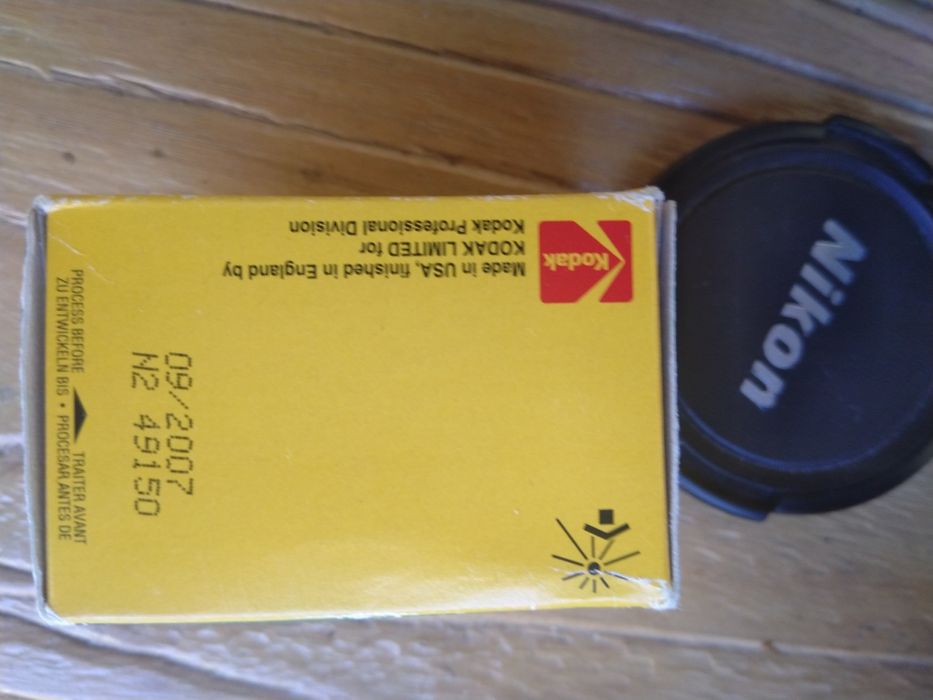 Kodak
Made in USA, finished in England by
KODAK LIMITED for
Kodak Professional Division
09/2007
N2 49150
PROCESS BEFORE TRAITER AVANT
ZU ENTWICKELN BIS • PROCESAR ANTES DE
Nikon